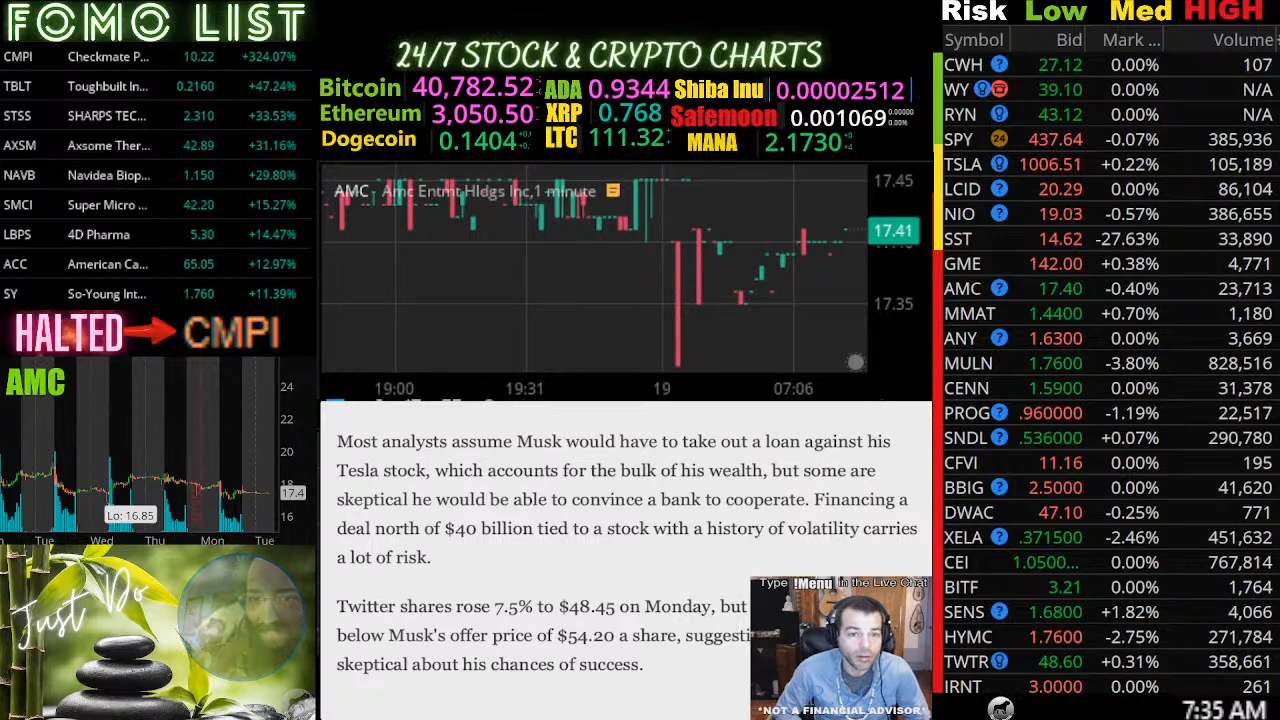 FOMO LIST
CMPI Checkmate P... 10.22 +324.07%
TBLT Toughbuilt In... 0.2160 +47.24%
STSS SHARPS TEC... 2.310 +33.53%
AXSM Axsome Ther... 42.89 +31.16%
NAVB Navidea Biop... 1.150 +29.80%
SMCI Super Micro ... 42.20 +15.27%
LBPS 4D Pharma 5.30 +14.47%
ACC American Ca... 65.05 +12.97%
SY So-Young Int... 1.760 +11.39%
HALTED CMPI
AMC
24
22
20
18
17.4
16
Lo: 16.85
Tue Wed Thu Mon Tue
Just Do
24/7 STOCK & CRYPTO CHARTS
Bitcoin 40,782.52 ADA 0.9344 Shiba Inu 0.00002512
Ethereum 3,050.50 XRP 0.768 Safemoon 0.001069 0.00000 0.00%
Dogecoin 0.1404 LTC 111.32 MANA 2.1730
AMC - Amc Entmt Hldgs Inc,1 minute
17.45
17.41
17.35
19:00 19:31 19 07:06
Most analysts assume Musk would have to take out a loan against his
Tesla stock, which accounts for the bulk of his wealth, but some are
skeptical he would be able to convince a bank to cooperate. Financing a
deal north of $40 billion tied to a stock with a history of volatility carries
a lot of risk.
Twitter shares rose 7.5% to $48.45 on Monday, but
below Musk's offer price of $54.20 a share, suggesti
skeptical about his chances of success.
Type !Menu in the Live Chat
*NOT A FINANCIAL ADVISOR*
Risk Low Med HIGH
Symbol Bid Mark ... Volume
CWH 27.12 0.00% 107
WY 39.10 0.00% N/A
RYN 43.12 0.00% N/A
SPY 24 437.64 -0.07% 385,936
TSLA 1006.51 +0.22% 105,189
LCID 20.29 0.00% 86,104
NIO 19.03 -0.57% 386,655
SST 14.62 -27.63% 33,890
GME 142.00 +0.38% 4,771
AMC 17.40 -0.40% 23,713
MMAT 1.4400 +0.70% 1,180
ANY 1.6300 0.00% 3,669
MULN 1.7600 -3.80% 828,516
CENN 1.5900 0.00% 31,378
PROG .960000 -1.19% 22,517
SNDL .536000 +0.07% 290,780
CFVI 11.16 0.00% 195
BBIG 2.5000 0.00% 41,620
DWAC 47.10 -0.25% 771
XELA .371500 -2.46% 451,632
CEI 1.0500... 0.00% 767,814
BITF 3.21 0.00% 1,764
SENS 1.6800 +1.82% 4,066
HYMC 1.7600 -2.75% 271,784
TWTR 48.60 +0.31% 358,661
IRNT 3.0000 0.00% 261
7:35 AM